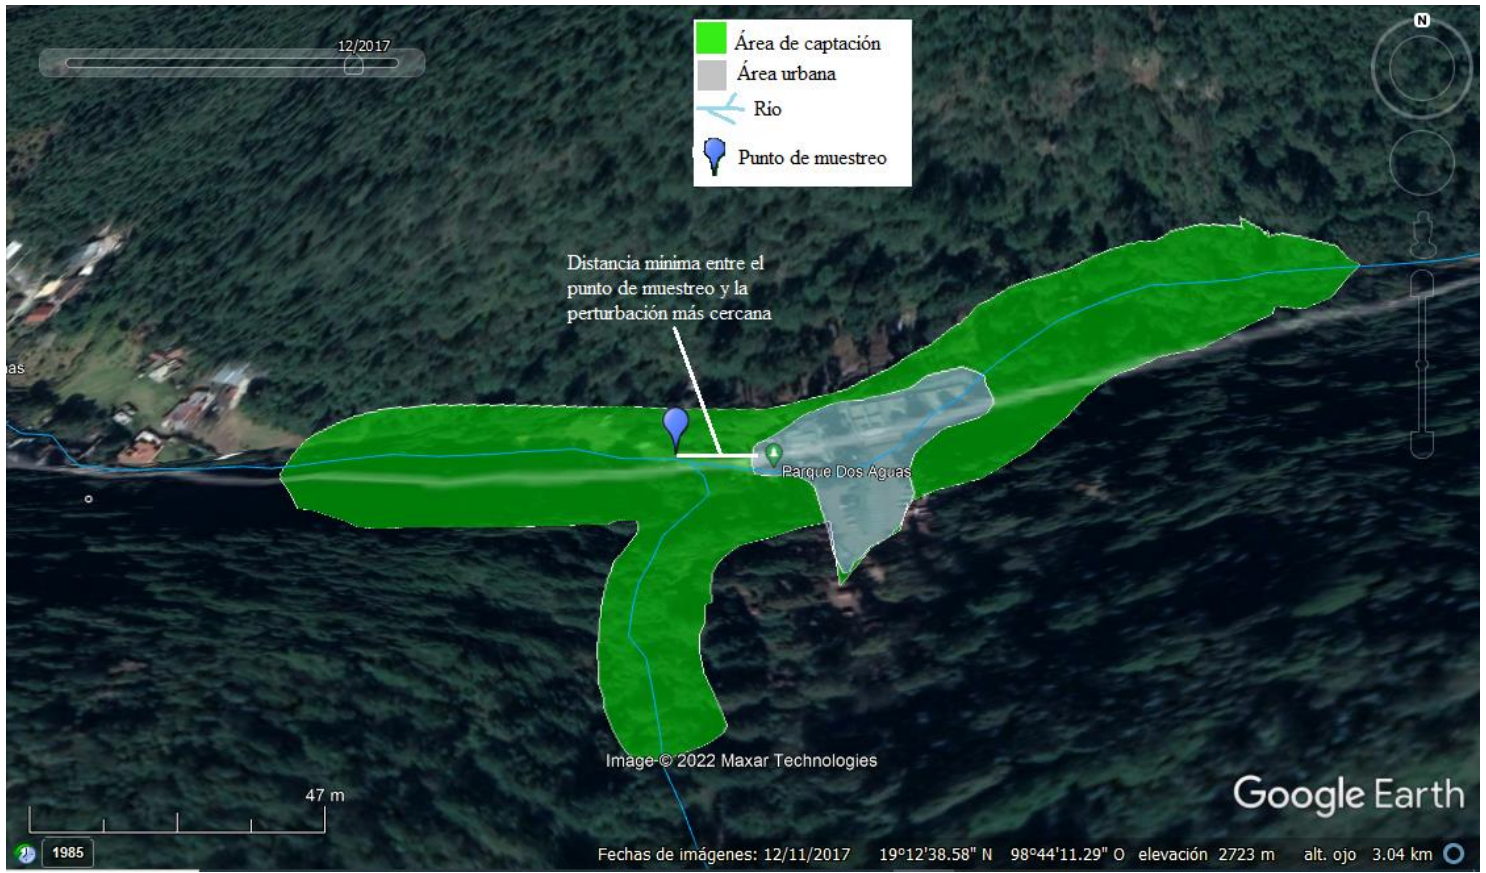 12/2017
N
Área de captación
Área urbana
Río
Punto de muestreo
Distancia minima entre el
punto de muestreo y la
perturbación más cercana
as
Parque Dos Aguas
Image © 2022 Maxar Technologies
47 m
Google Earth
1985
Fechas de imágenes: 12/11/2017 19°12'38.58" N 98°44'11.29" O elevación 2723 m alt. ojo 3.04 km